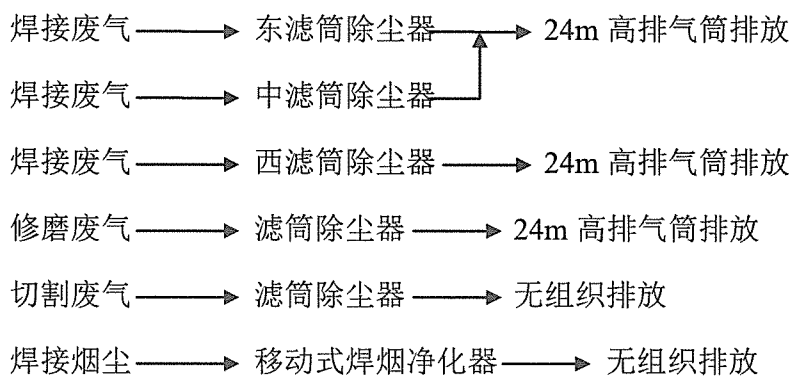 焊接废气 东滤筒除尘器 24m 高排气筒排放
焊接废气 中滤筒除尘器
焊接废气 西滤筒除尘器 24m 高排气筒排放
修磨废气 滤筒除尘器 24m 高排气筒排放
切割废气 滤筒除尘器 无组织排放
焊接烟尘 移动式焊烟净化器 无组织排放